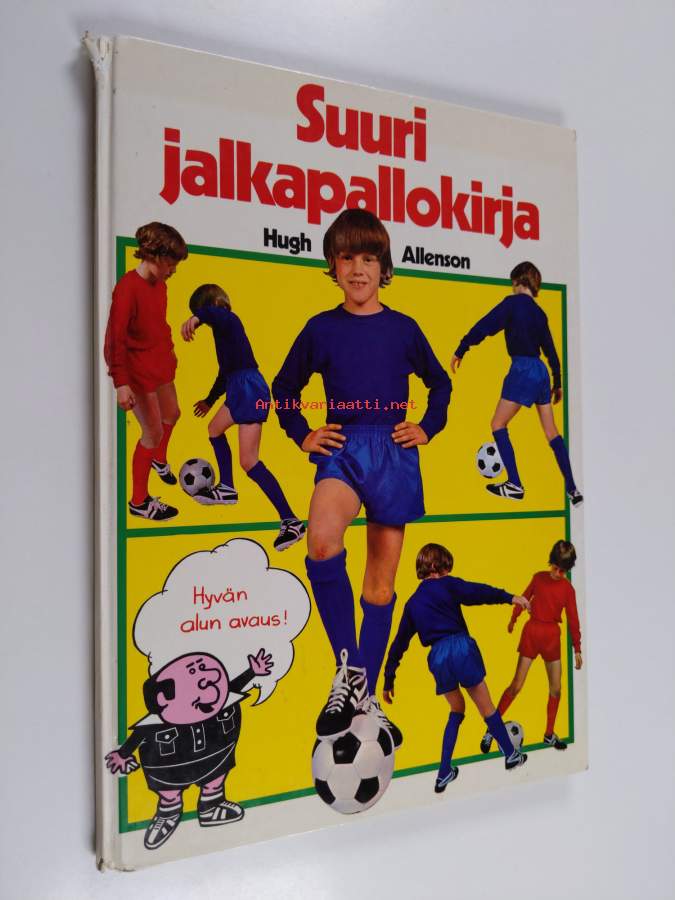 Suuri
jalkapallokirja
Hugh Allenson
Antikvariaatti.net
Hyvän
alun avaus!